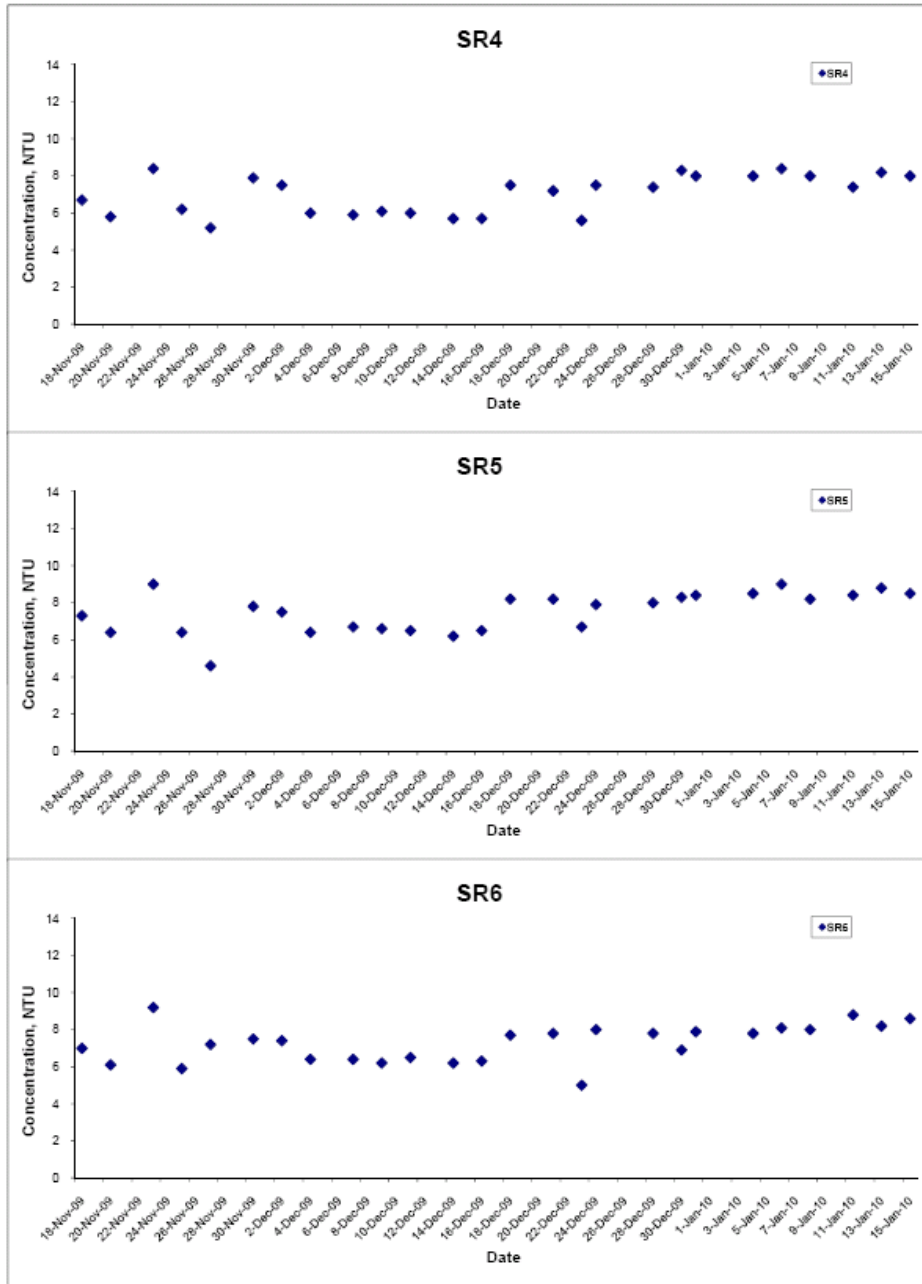 SR4
SR4
14
12
10
8
6
4
2
0
Concentration, NTU
18-Nov-09 20-Nov-09 22-Nov-09 24-Nov-09 26-Nov-09 28-Nov-09 30-Nov-09 2-Dec-09 4-Dec-09 6-Dec-09 8-Dec-09 10-Dec-09 12-Dec-09 14-Dec-09 16-Dec-09 18-Dec-09 20-Dec-09 22-Dec-09 24-Dec-09 26-Dec-09 28-Dec-09 30-Dec-09 1-Jan-10 3-Jan-10 5-Jan-10 7-Jan-10 9-Jan-10 11-Jan-10 13-Jan-10 15-Jan-10
Date
SR5
SR5
14
12
10
8
6
4
2
0
Concentration, NTU
18-Nov-09 20-Nov-09 22-Nov-09 24-Nov-09 26-Nov-09 28-Nov-09 30-Nov-09 2-Dec-09 4-Dec-09 6-Dec-09 8-Dec-09 10-Dec-09 12-Dec-09 14-Dec-09 16-Dec-09 18-Dec-09 20-Dec-09 22-Dec-09 24-Dec-09 26-Dec-09 28-Dec-09 30-Dec-09 1-Jan-10 3-Jan-10 5-Jan-10 7-Jan-10 9-Jan-10 11-Jan-10 13-Jan-10 15-Jan-10
Date
SR6
SR6
14
12
10
8
6
4
2
0
Concentration, NTU
18-Nov-09 20-Nov-09 22-Nov-09 24-Nov-09 26-Nov-09 28-Nov-09 30-Nov-09 2-Dec-09 4-Dec-09 6-Dec-09 8-Dec-09 10-Dec-09 12-Dec-09 14-Dec-09 16-Dec-09 18-Dec-09 20-Dec-09 22-Dec-09 24-Dec-09 26-Dec-09 28-Dec-09 30-Dec-09 1-Jan-10 3-Jan-10 5-Jan-10 7-Jan-10 9-Jan-10 11-Jan-10 13-Jan-10 15-Jan-10
Date